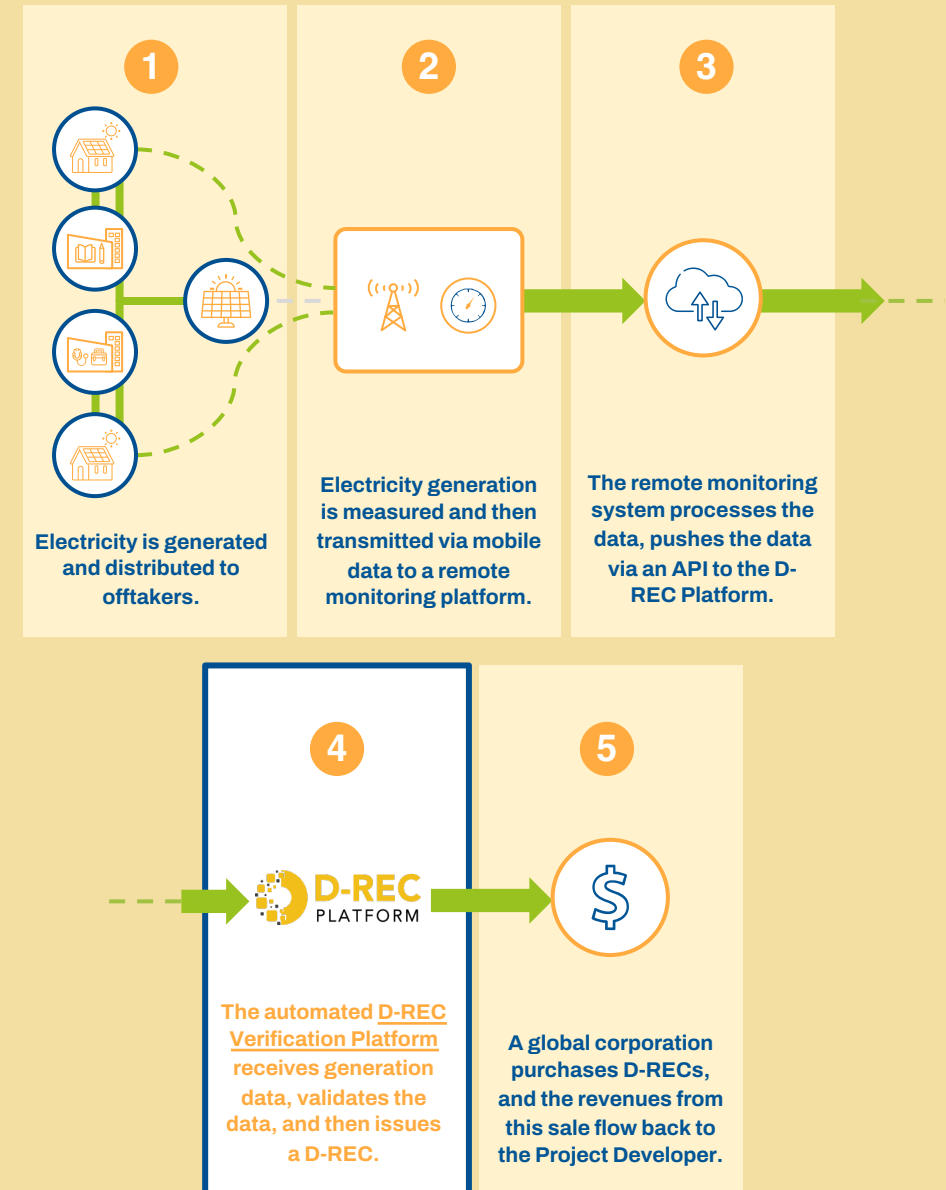 1
Electricity is generated
and distributed to
offtakers.
2
Electricity generation
is measured and then
transmitted via mobile
data to a remote
monitoring platform.
3
The remote monitoring
system processes the
data, pushes the data
via an API to the D-
REC Platform.
4
D-REC
PLATFORM
The automated D-REC
Verification Platform
receives generation
data, validates the
data, and then issues
a D-REC.
5
$
A global corporation
purchases D-RECs,
and the revenues from
this sale flow back to
the Project Developer.